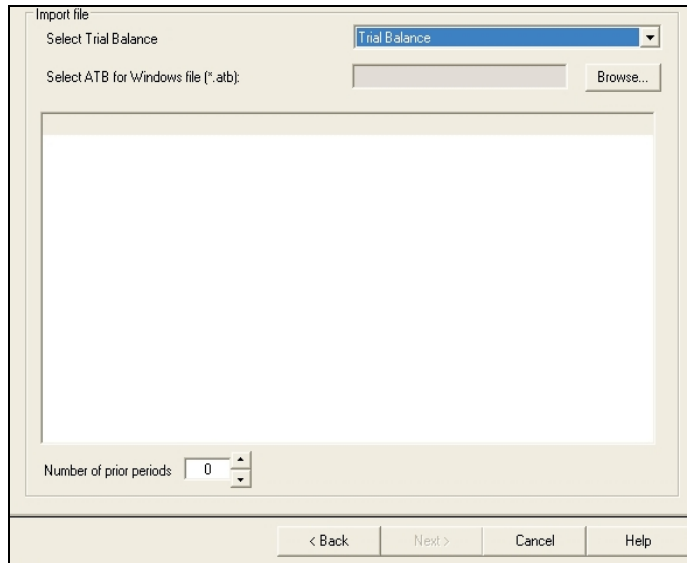 Import file
Select Trial Balance Trial Balance
Select ATB for Windows file (*.atb): Browse...
Number of prior periods 0
< Back Next > Cancel Help